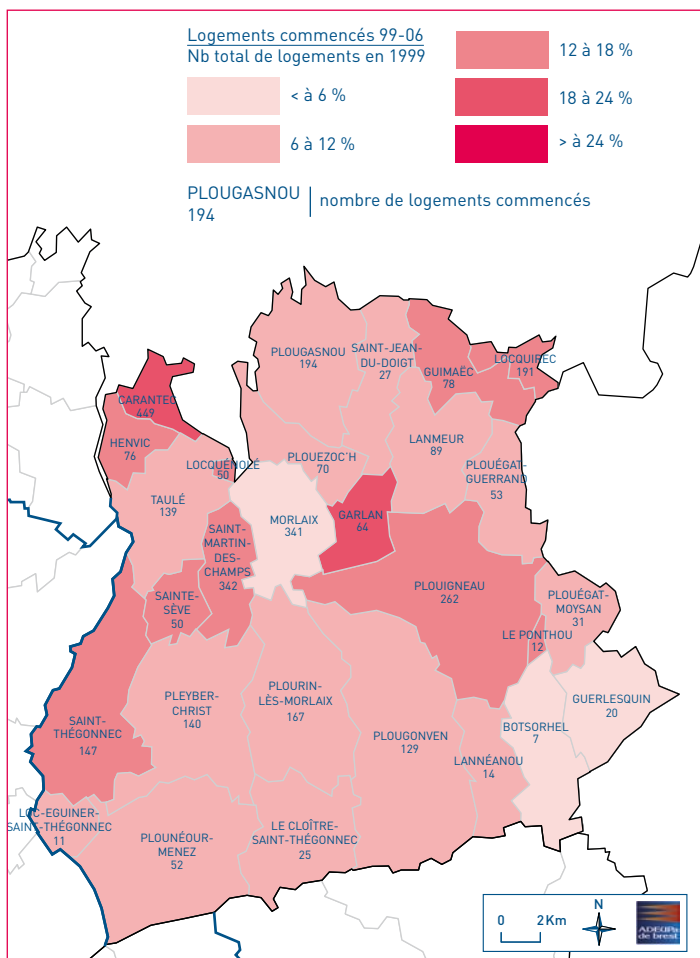 Logements commencés 99-06
Nb total de logements en 1999
< à 6 %
6 à 12 %
12 à 18 %
18 à 24 %
> à 24 %
PLOUGASNOU
194
nombre de logements commencés
PLOUGASNOU
194
SAINT-JEAN-
DU-DOIGT
27
GUIMAËC
78
LOCQUIREC
191
CARANTEC
449
HENVIC
76
LOCQUÉNOLÉ
50
PLOUEZOC'H
70
LANMEUR
89
PLOUÉGAT-
GUERRAND
53
TAULÉ
139
MORLAIX
341
GARLAN
64
SAINT-
MARTIN-
DES-
CHAMPS
342
SAINTE-
SÈVE
50
PLOUIGNEAU
262
PLOUÉGAT-
MOYSAN
31
LE PONTHOU
12
PLEYBER-
CHRIST
140
PLOURIN-
LÈS-MORLAIX
167
GUERLESQUIN
20
SAINT-
THÉGONNEC
147
PLOUGONVEN
129
BOTSORHEL
7
LANNÉANOU
14
LOC-EGUINER-
SAINT-THÉGONNEC
11
PLOUNÉOUR-
MENEZ
52
LE CLOÎTRE-
SAINT-THÉGONNEC
25
0 2 Km
N
ADEUPa
de brest